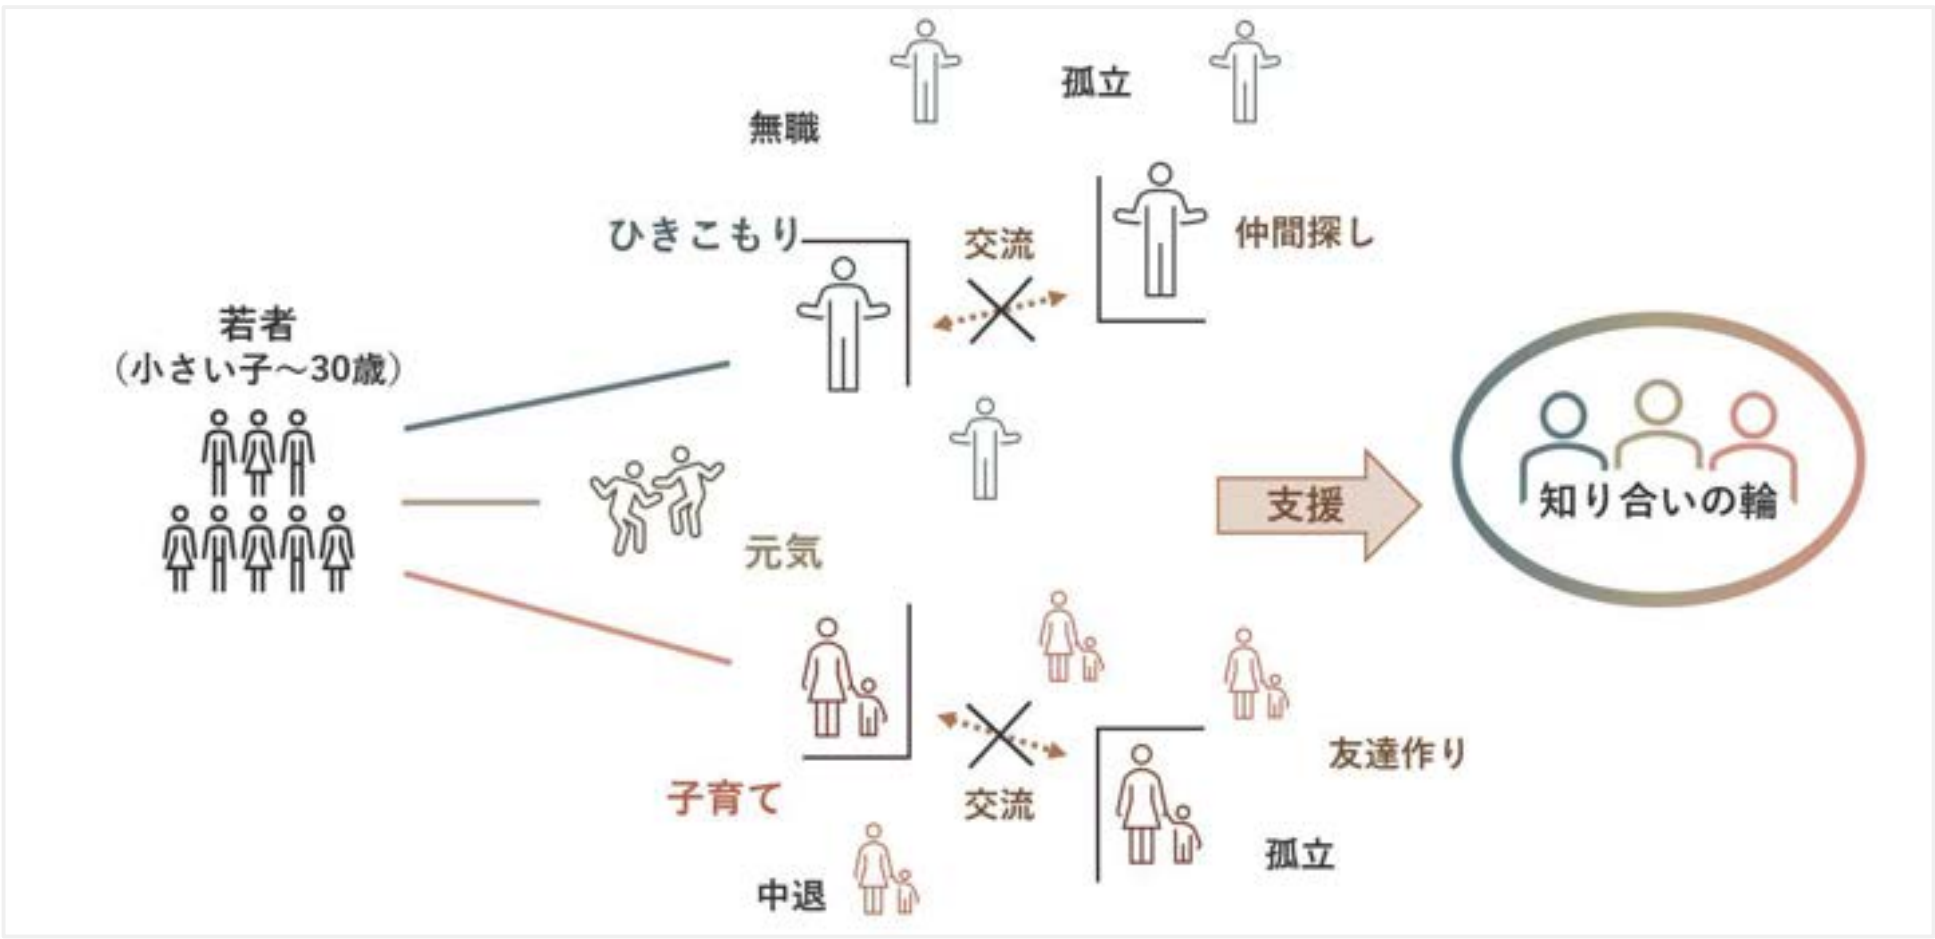 孤立
無職
ひきこもり
交流
仲間探し
若者
（小さい子～30歳）
元気
支援
知り合いの輪
子育て
交流
友達作り
孤立
中退